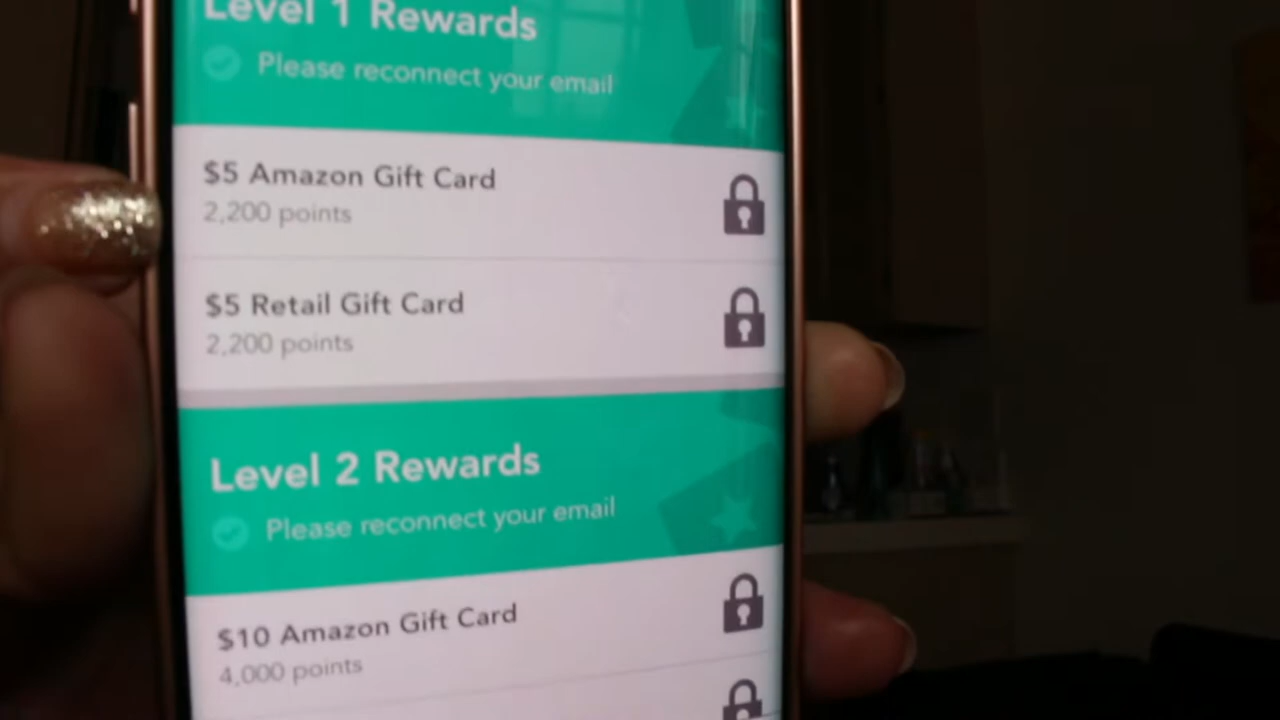 Level 1 Rewards
Please reconnect your email
$5 Amazon Gift Card
2,200 points
$5 Retail Gift Card
2,200 points
Level 2 Rewards
Please reconnect your email
$10 Amazon Gift Card
4,000 points